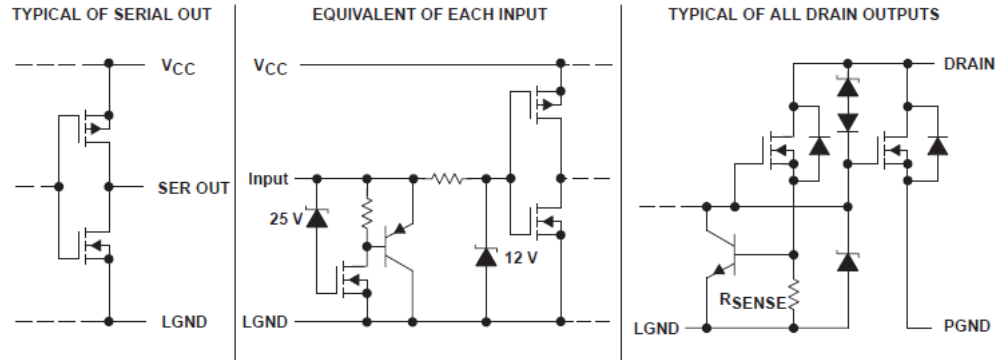 TYPICAL OF SERIAL OUT
VCC
SER OUT
LGND
EQUIVALENT OF EACH INPUT
VCC
Input
25 V
12 V
LGND
TYPICAL OF ALL DRAIN OUTPUTS
DRAIN
RSENSE
LGND
PGND